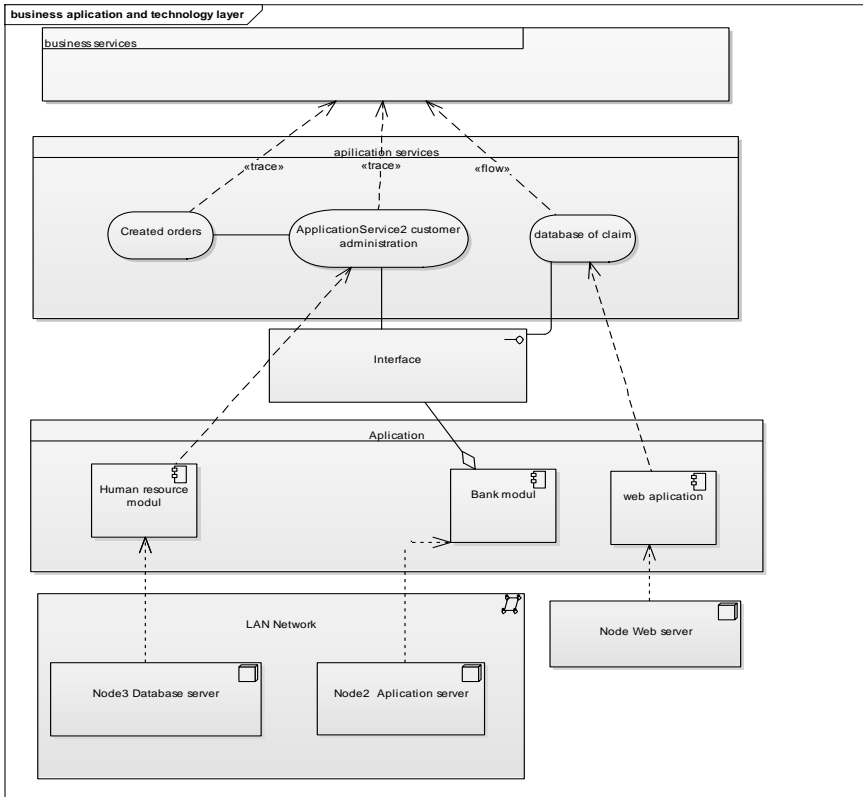 business aplication and technology layer
business services
apilication services
«trace»
«trace»
«flow»
Created orders
ApplicationService2 customer
administration
database of claim
Interface
Aplication
Human resource
modul
Bank modul
web aplication
LAN Network
Node Web server
Node3 Database server
Node2  Aplication server